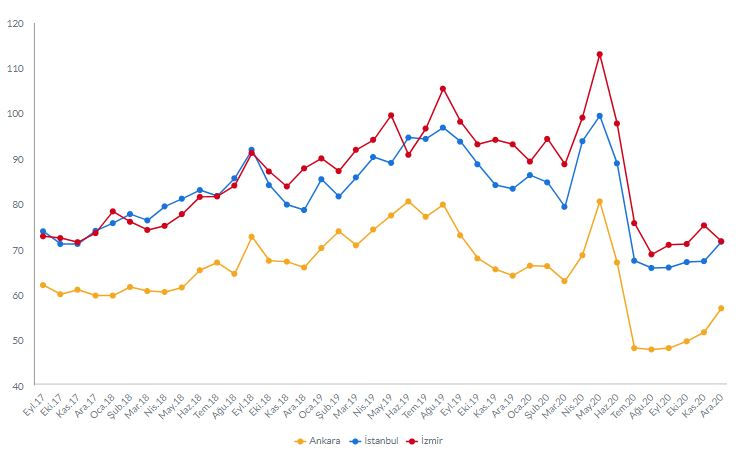 120
110
100
90
80
70
60
50
40
Eyl.17
Eki.17
Kas.17
Ara.17
Oca.18
Şub.18
Mar.18
Nis.18
May.18
Haz.18
Tem.18
Ağu.18
Eyl.18
Eki.18
Kas.18
Ara.18
Oca.19
Şub.19
Mar.19
Nis.19
May.19
Haz.19
Tem.19
Ağu.19
Eyl.19
Eki.19
Kas.19
Ara.19
Oca.20
Şub.20
Mar.20
Nis.20
May.20
Haz.20
Tem.20
Ağu.20
Eyl.20
Eki.20
Kas.20
Ara.20
Ankara İstanbul İzmir